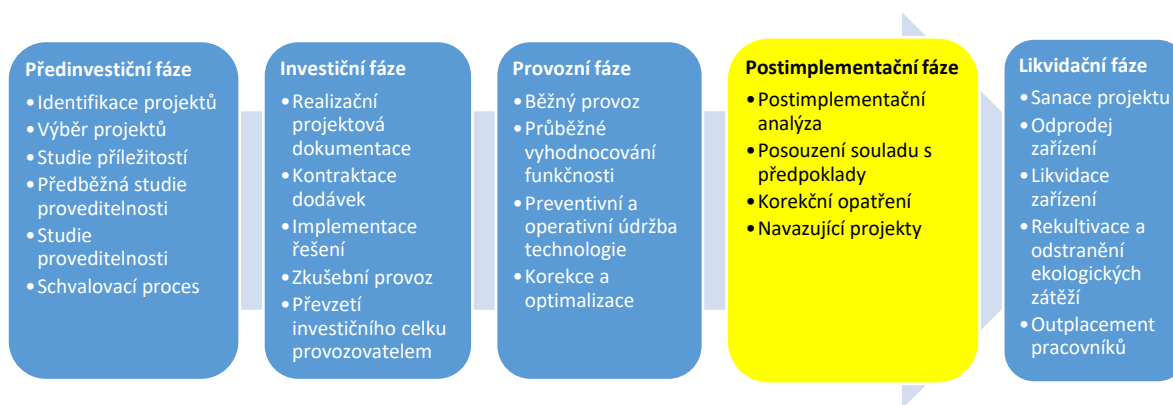 Předinvestiční fáze
•Identifikace projektů
•Výběr projektů
•Studie příležitostí
•Předběžná studie
proveditelnosti
•Studie
proveditelnosti
•Schvalovací proces
Investiční fáze
•Realizační
projektová
dokumentace
•Kontraktace
dodávek
•Implementace
řešení
•Zkušební provoz
•Převzetí
investičního celku
provozovatelem
Provozní fáze
•Běžný provoz
•Průběžné
vyhodnocování
funkčnosti
•Preventivní a
operativní údržba
technologie
•Korekce a
optimalizace
Postimplementační fáze
•Postimplementační
analýza
•Posouzení souladu s
předpoklady
•Korekční opatření
•Navazující projekty
Likvidační fáze
•Sanace projektu
•Odprodej
zařízení
•Likvidace
zařízení
•Rekultivace a
odstranění
ekologických
zátěží
•Outplacement
pracovníků